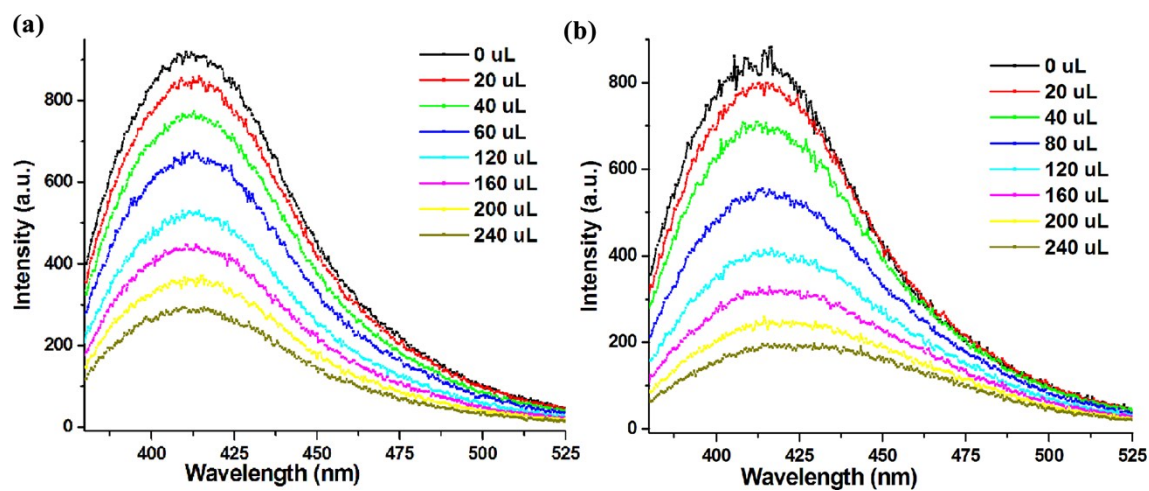 (a)
0 uL
20 uL
40 uL
60 uL
120 uL
160 uL
200 uL
240 uL
800
600
400
200
0
400
425
450
475
500
525
Intensity (a.u.)
Wavelength (nm)
(b)
0 uL
20 uL
40 uL
80 uL
120 uL
160 uL
200 uL
240 uL
800
600
400
200
0
400
425
450
475
500
525
Intensity (a.u.)
Wavelength (nm)